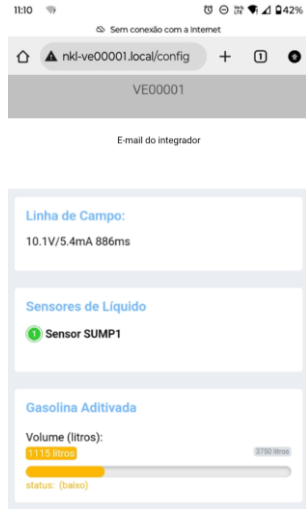 11:10
42%
Sem conexão com a Internet
nkl-ve00001.local/config
1
VE00001
E-mail do integrador
Linha de Campo:
10.1V/5.4mA 886ms
Sensores de Líquido
1 Sensor SUMP1
Gasolina Aditivada
Volume (litros):
1115 litros
3750 litros
status: (baixo)